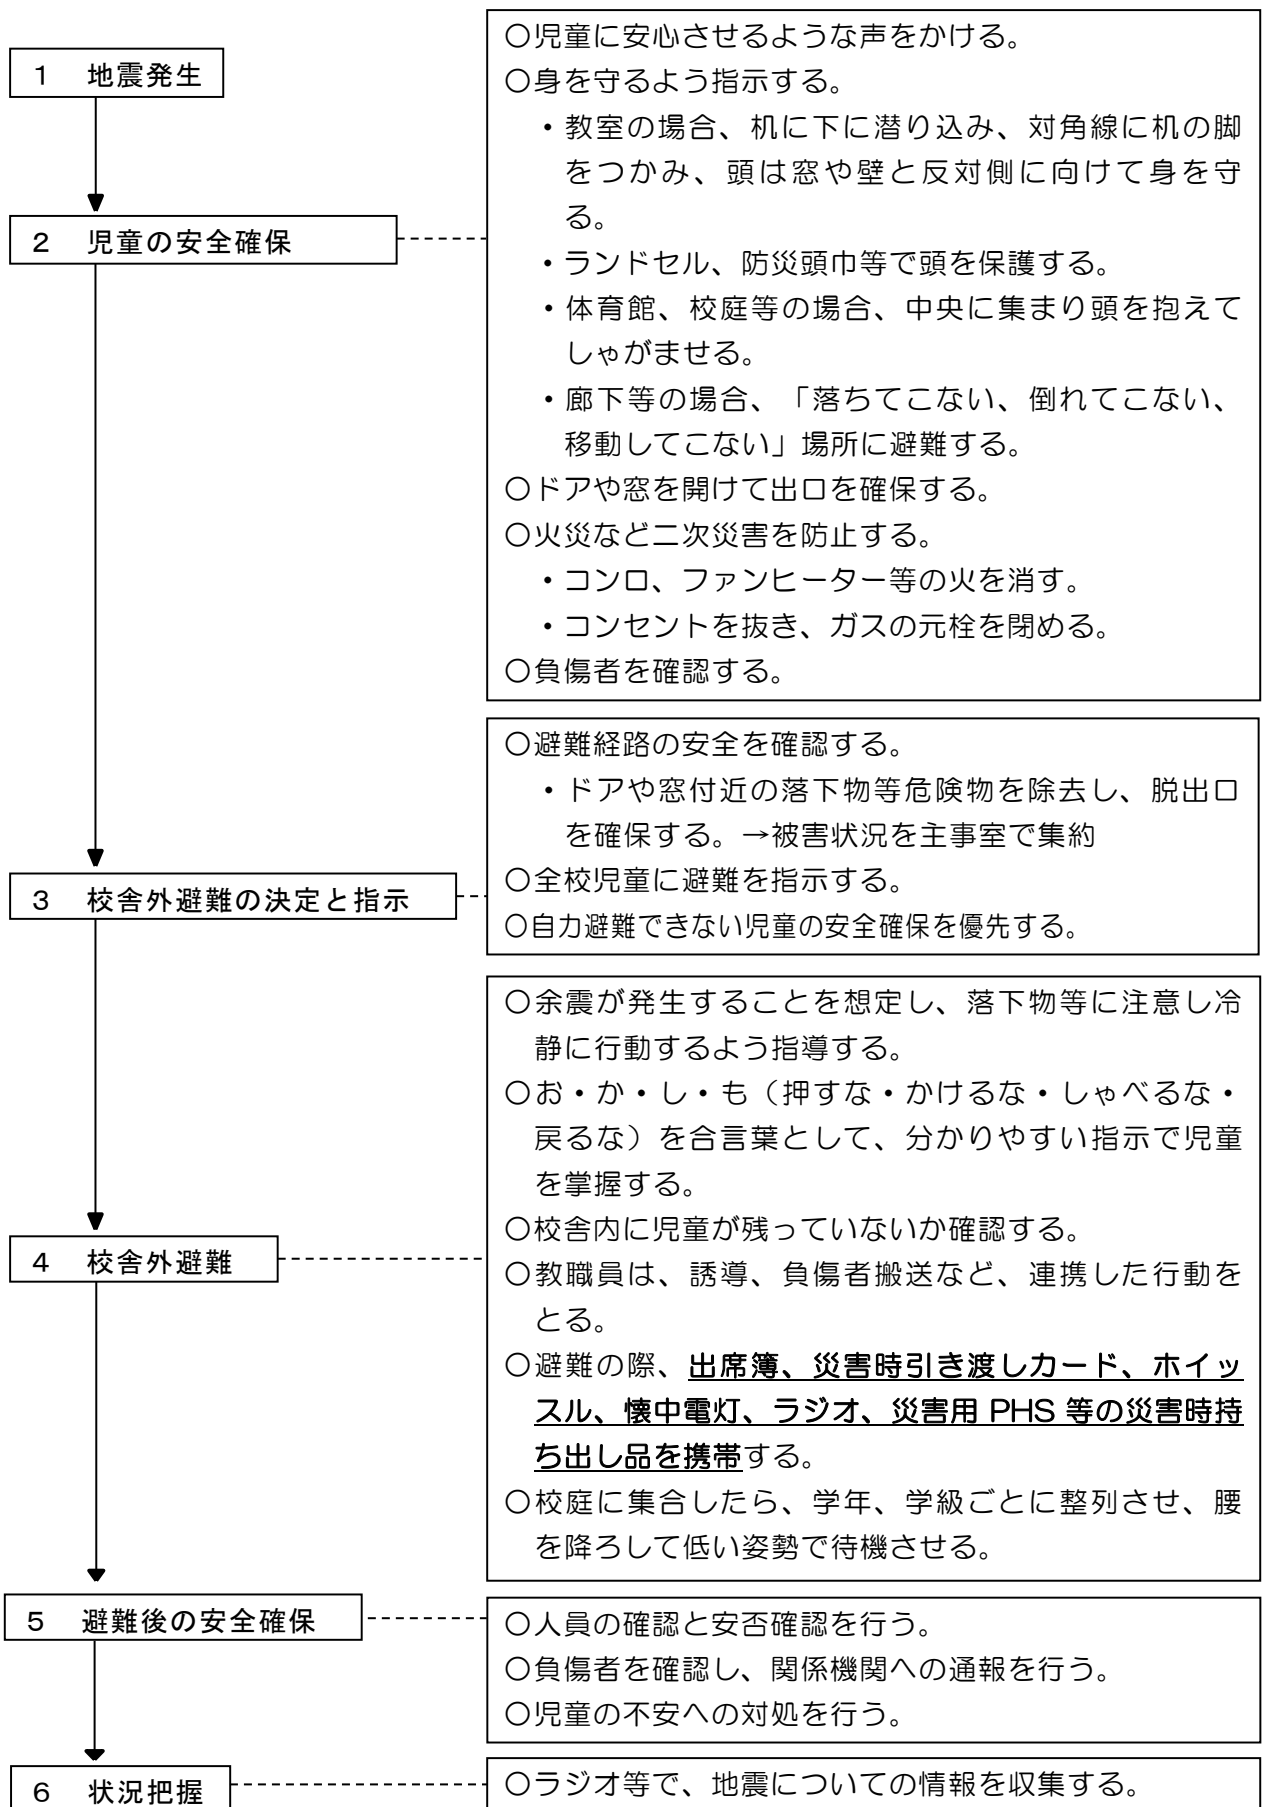 １　地震発生
〇児童に安心させるような声をかける。
〇身を守るよう指示する。
・教室の場合、机に下に潜り込み、対角線に机の脚
をつかみ、頭は窓や壁と反対側に向けて身を守
る。
２　児童の安全確保
・ランドセル、防災頭巾等で頭を保護する。
・体育館、校庭等の場合、中央に集まり頭を抱えて
しゃがませる。
・廊下等の場合、「落ちてこない、倒れてこない、
移動してこない」場所に避難する。
〇ドアや窓を開けて出口を確保する。
〇火災など二次災害を防止する。
・コンロ、ファンヒーター等の火を消す。
・コンセントを抜き、ガスの元栓を閉める。
〇負傷者を確認する。
３　校舎外避難の決定と指示
〇避難経路の安全を確認する。
・ドアや窓付近の落下物等危険物を除去し、脱出口
を確保する。→被害状況を主事室で集約
〇全校児童に避難を指示する。
〇自力避難できない児童の安全確保を優先する。
４　校舎外避難
〇余震が発生することを想定し、落下物等に注意し冷
静に行動するよう指導する。
〇お・か・し・も（押すな・かけるな・しゃべるな・
戻るな）を合言葉として、分かりやすい指示で児童
を掌握する。
〇校舎内に児童が残っていないか確認する。
〇教職員は、誘導、負傷者搬送など、連携した行動を
とる。
〇避難の際、出席簿、災害時引き渡しカード、ホイッ
スル、懐中電灯、ラジオ、災害用 PHS 等の災害時持
ち出し品を携帯する。
〇校庭に集合したら、学年、学級ごとに整列させ、腰
を降ろして低い姿勢で待機させる。
５　避難後の安全確保
〇人員の確認と安否確認を行う。
〇負傷者を確認し、関係機関への通報を行う。
〇児童の不安への対処を行う。
６　状況把握
〇ラジオ等で、地震についての情報を収集する。